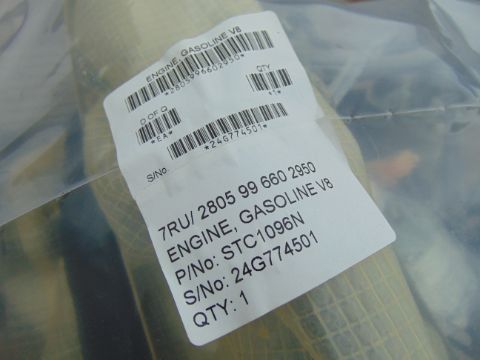 ENGINE, GASOLINE V8
*2805996602950*
D OF Q
QTY
*EA*
*1*
S/No.
*24G774501*
7RU/ 2805 99 660 2950
ENGINE, GASOLINE V8
P/No: STC1096N
S/No: 24G774501
QTY: 1